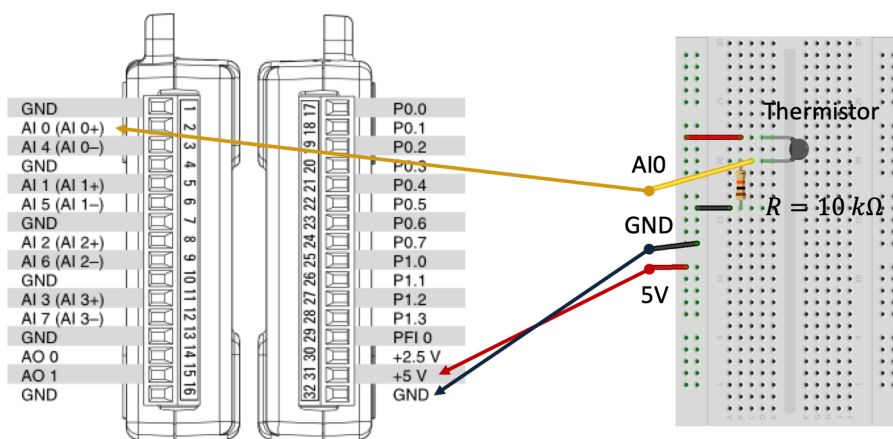 GND
AI 0 (AI 0+)
AI 4 (AI 0–)
GND
AI 1 (AI 1+)
AI 5 (AI 1–)
GND
AI 2 (AI 2+)
AI 6 (AI 2–)
GND
AI 3 (AI 3+)
AI 7 (AI 3–)
GND
AO 0
AO 1
GND
1
2
3
4
5
6
7
8
9
10
11
12
13
14
15
16
17
18
19
20
21
22
23
24
25
26
27
28
29
30
31
32
P0.0
P0.1
P0.2
P0.3
P0.4
P0.5
P0.6
P0.7
P1.0
P1.1
P1.2
P1.3
PFI 0
+2.5 V
+5 V
GND
AI0
GND
5V
Thermistor
R = 10 kΩ